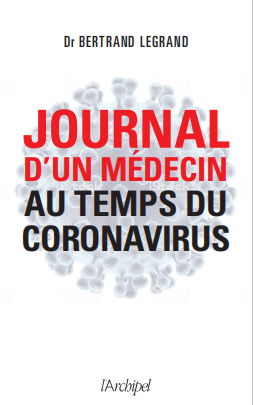 Dr BERTRAND LEGRAND
JOURNAL
D'UN MÉDECIN
AU TEMPS DU
CORONAVIRUS
l'Archipel